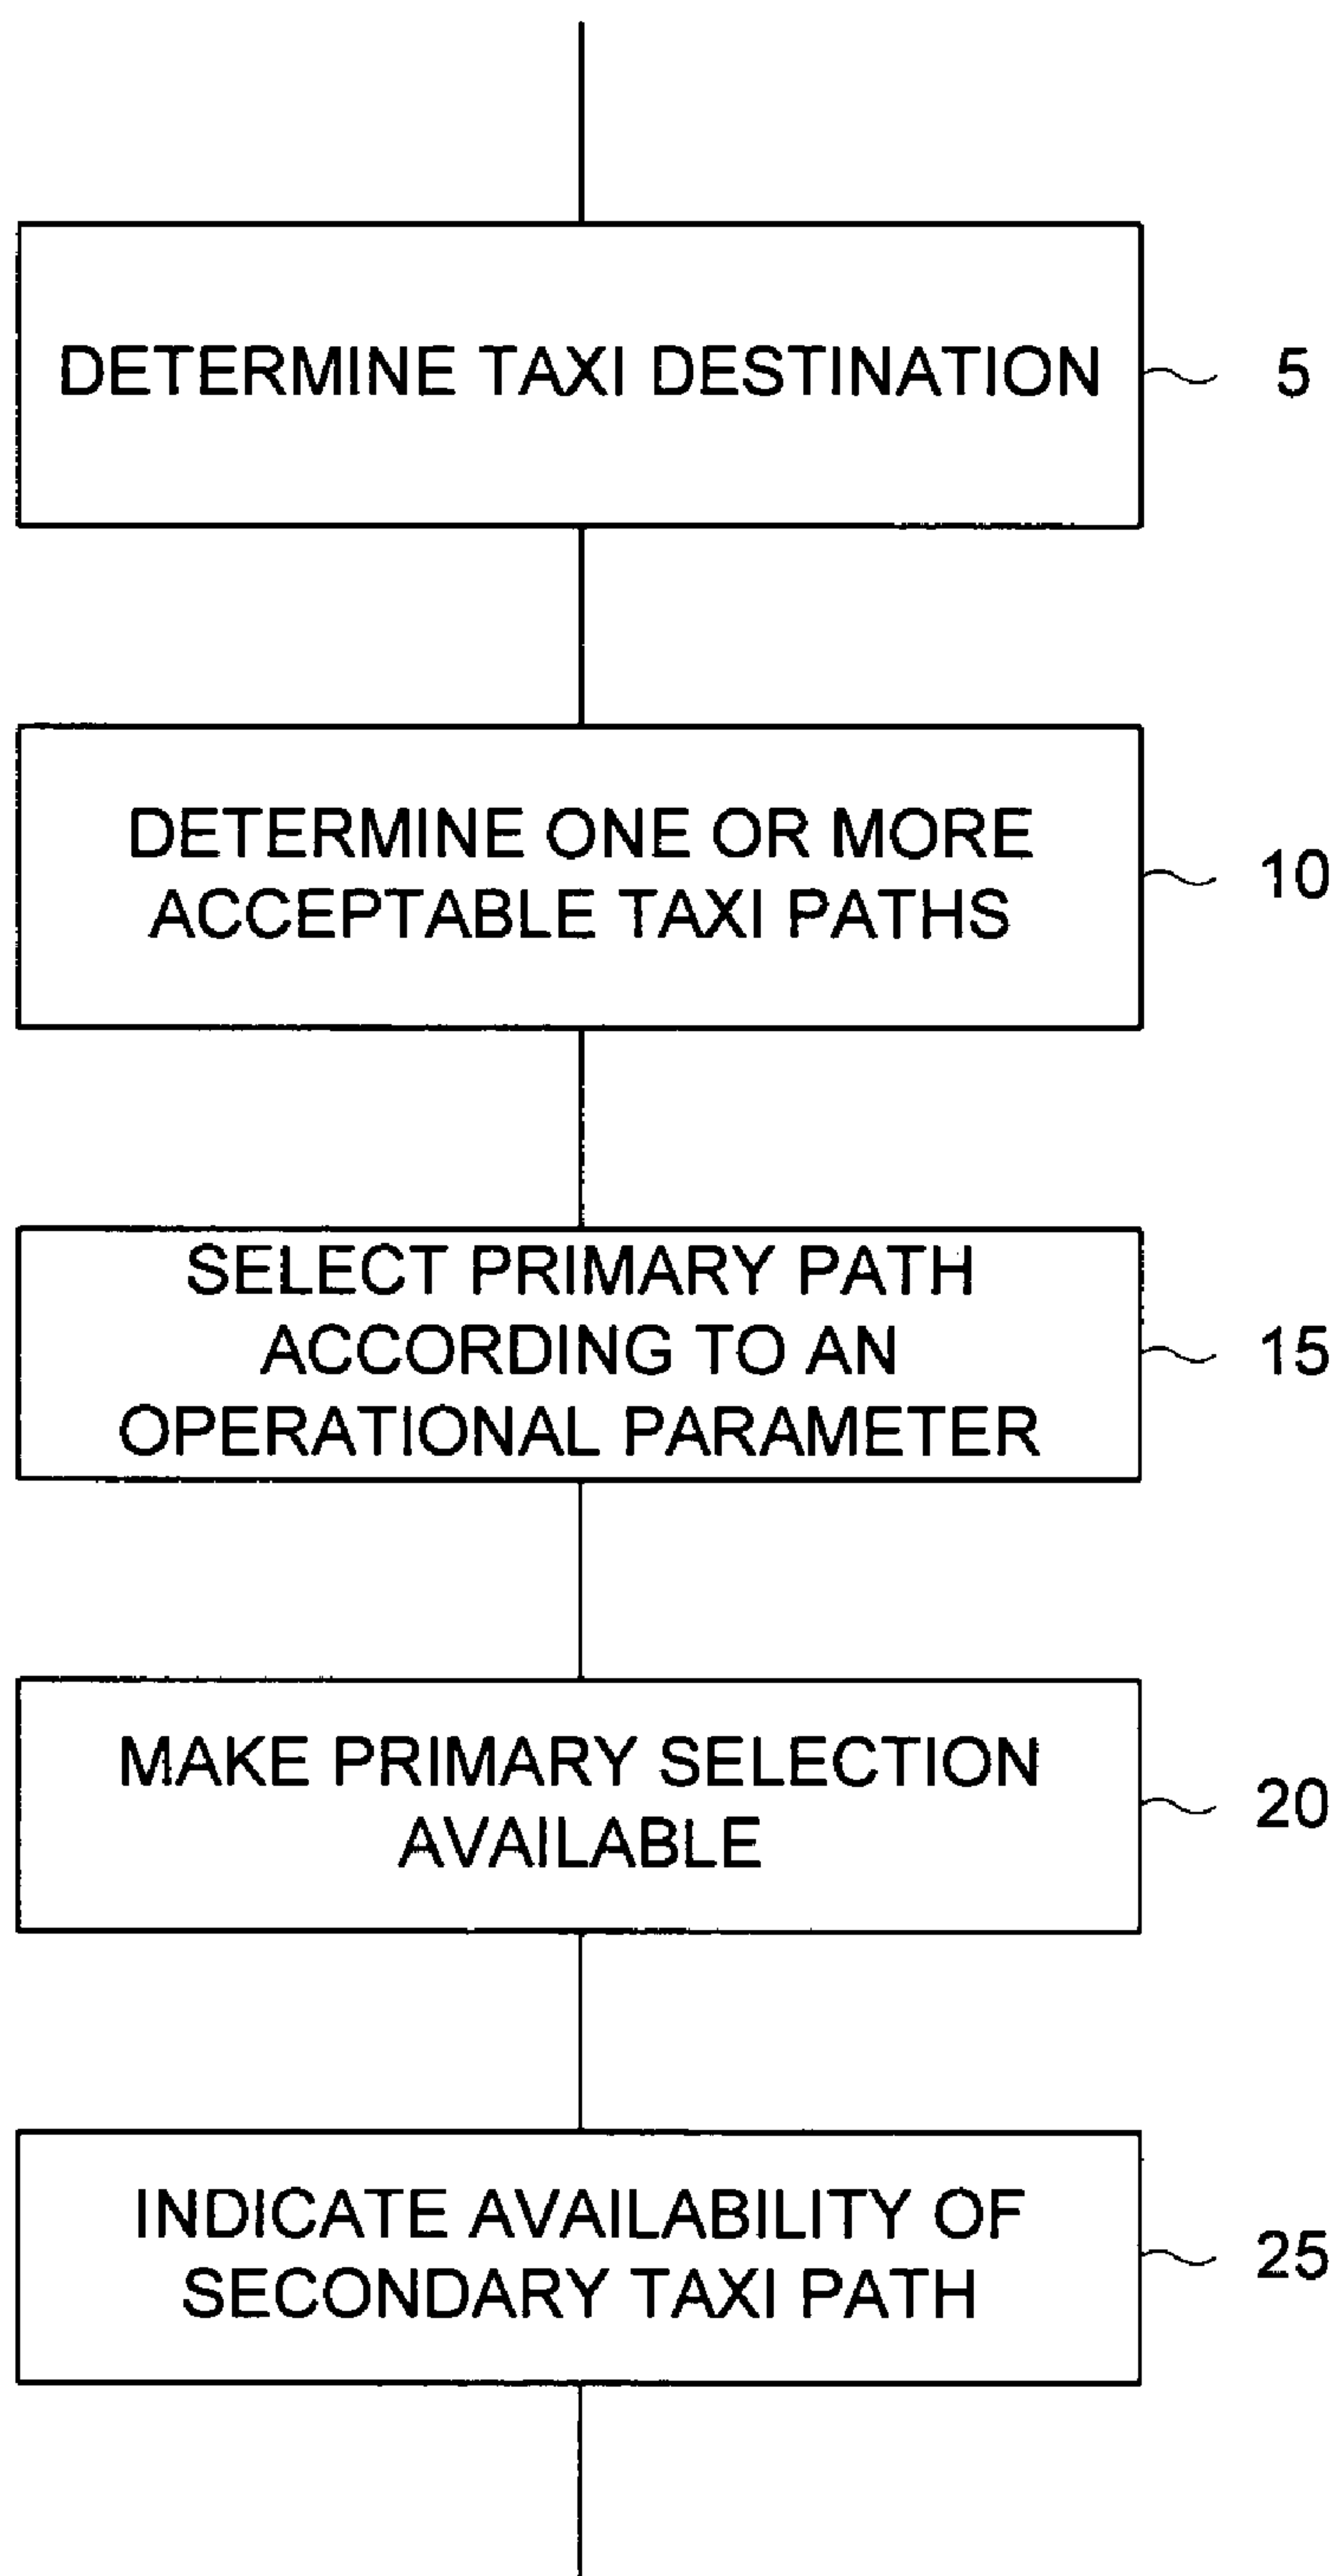 DETERMINE TAXI DESTINATION
5
DETERMINE ONE OR MORE
ACCEPTABLE TAXI PATHS
10
SELECT PRIMARY PATH
ACCORDING TO AN
OPERATIONAL PARAMETER
15
MAKE PRIMARY SELECTION
AVAILABLE
20
INDICATE AVAILABILITY OF
SECONDARY TAXI PATH
25